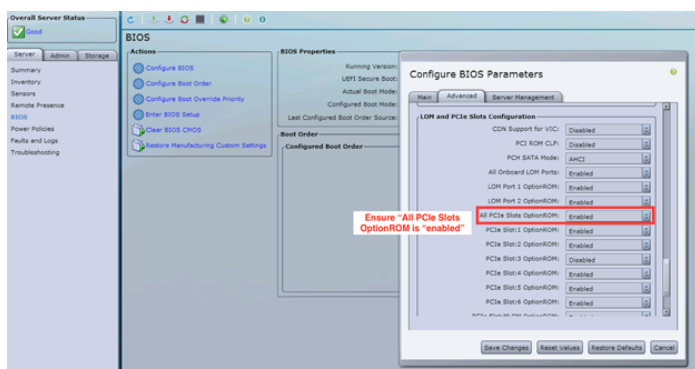 Overall Server Status
Good
Server Admin Storage
Summary
Inventory
Sensors
Remote Presence
BIOS
Power Policies
Faults and Logs
Troubleshooting
BIOS
Actions
Configure BIOS
Configure Boot Order
Configure Boot Override Priority
Enter BIOS Setup
Clear BIOS CMOS
Restore Manufacturing Custom Settings
BIOS Properties
Running Version:
UEFI Secure Boot:
Actual Boot Mode:
Configured Boot Mode:
Last Configured Boot Order Source:
Boot Order
Configured Boot Order
Ensure "All PCIe Slots
OptionROM is "enabled"
Configure BIOS Parameters
Main Advanced Server Management
LOM and PCIe Slots Configuration
CDN Support for VIC: Disabled
PCI ROM CLP: Disabled
PCH SATA Mode: AHCI
All Onboard LOM Ports: Enabled
LOM Port 1 OptionROM: Enabled
LOM Port 2 OptionROM: Enabled
All PCIe Slots OptionROM: Enabled
PCIe Slot:1 OptionROM: Enabled
PCIe Slot:2 OptionROM: Enabled
PCIe Slot:3 OptionROM: Disabled
PCIe Slot:4 OptionROM: Enabled
PCIe Slot:5 OptionROM: Enabled
PCIe Slot:6 OptionROM: Enabled
Save Changes Reset Values Restore Defaults Cancel